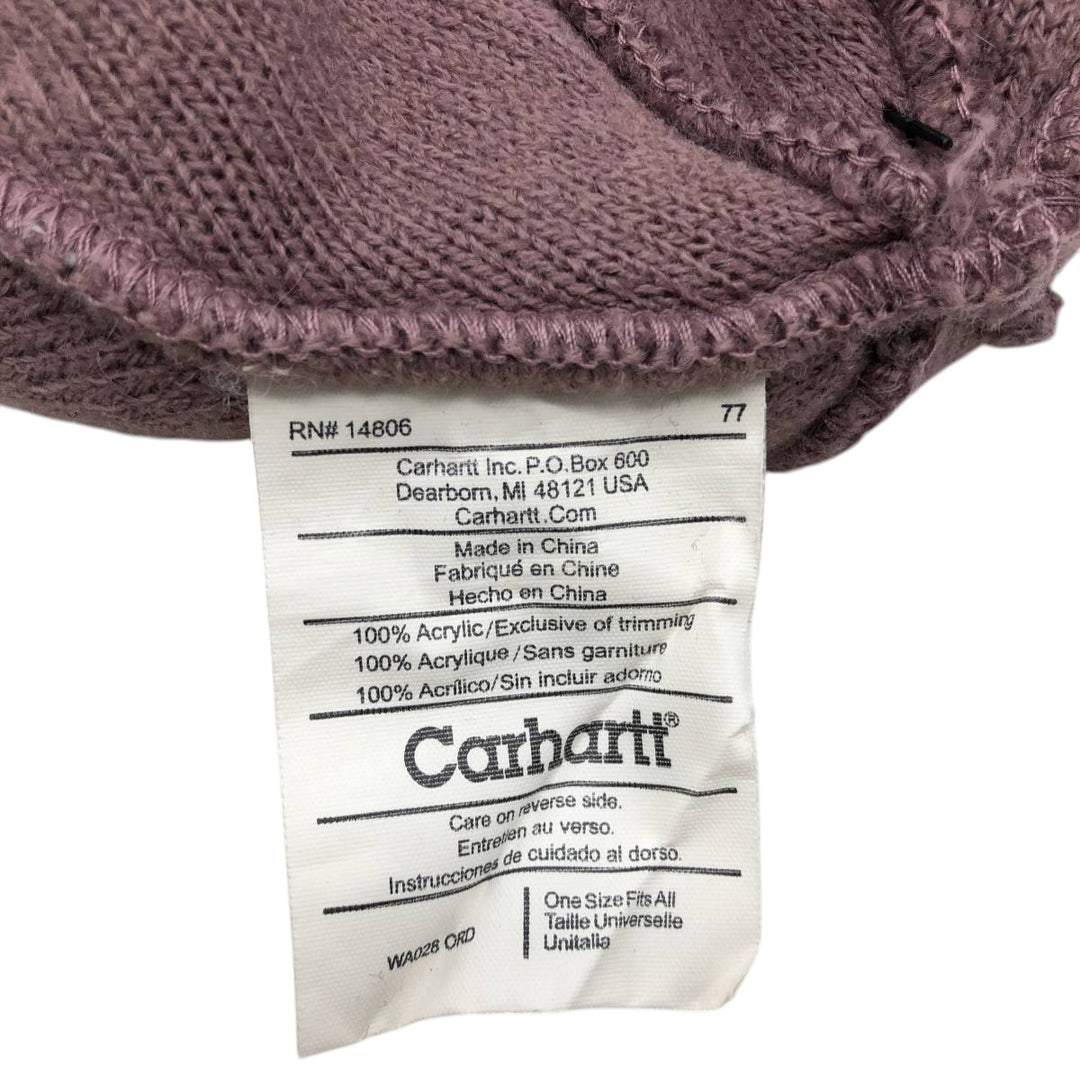 RN# 14806 77
Carhartt Inc. P.O.Box 600
Dearborn, MI 48121 USA
Carhartt.Com
Made in China
Fabriqué en Chine
Hecho en China
100% Acrylic/Exclusive of trimming
100% Acrylique/Sans garniture
100% Acrílico/Sin incluir adorno
Carhartt®
Care on reverse side.
Entretien au verso.
Instrucciones de cuidado al dorso.
WA028 ORD
One Size Fits All
Taille Universelle
Unitalia